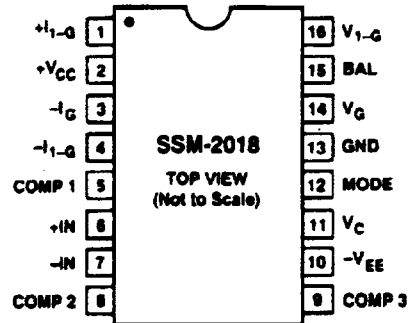 +I1–G 1
+VCC 2
–IG 3
–I1–G 4
COMP 1 5
+IN 6
–IN 7
COMP 2 8
SSM-2018
TOP VIEW
(Not to Scale)
16 V1–G
15 BAL
14 VG
13 GND
12 MODE
11 VC
10 –VEE
9 COMP 3